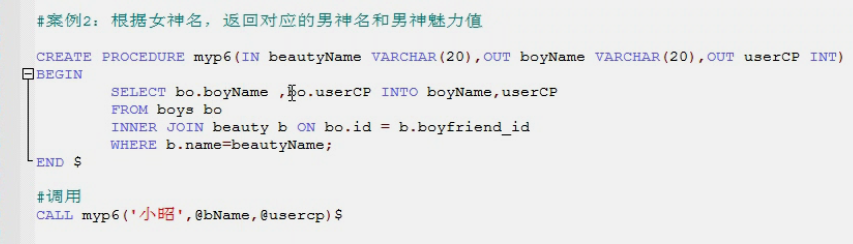 #案例2：根据女神名，返回对应的男神名和男神魅力值
CREATE PROCEDURE myp6(IN beautyName VARCHAR(20),OUT boyName VARCHAR(20),OUT userCP INT)
BEGIN
SELECT bo.boyName ,bo.userCP INTO boyName,userCP
FROM boys bo
INNER JOIN beauty b ON bo.id = b.boyfriend_id
WHERE b.name=beautyName;
END $
#调用
CALL myp6('小昭',@bName,@usercp)$